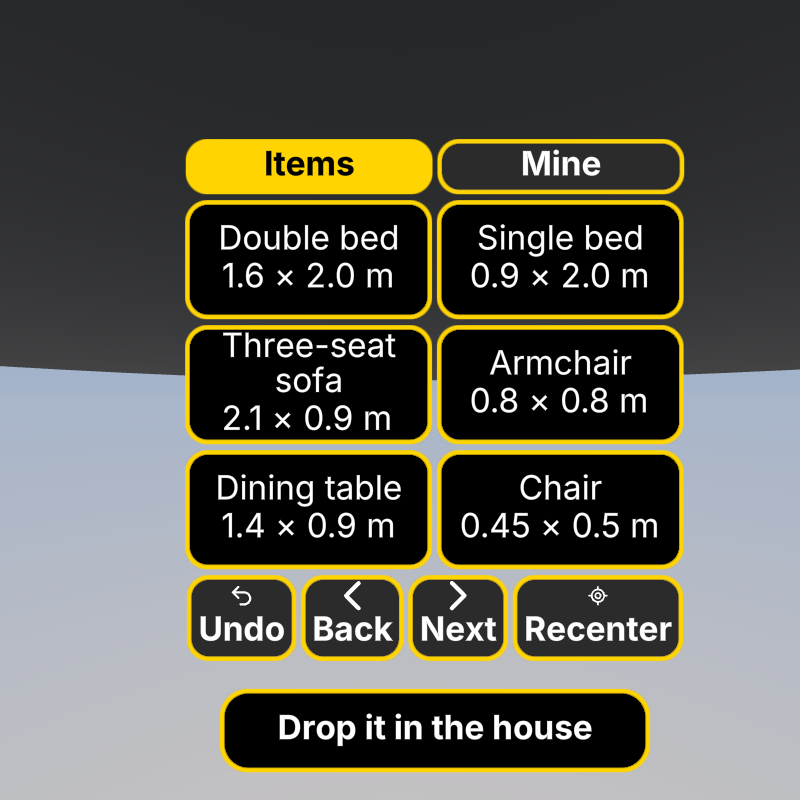 Items
Mine
Double bed
1.6 × 2.0 m
Single bed
0.9 × 2.0 m
Three-seat
sofa
2.1 × 0.9 m
Armchair
0.8 × 0.8 m
Dining table
1.4 × 0.9 m
Chair
0.45 × 0.5 m
Undo
Back
Next
Recenter
Drop it in the house